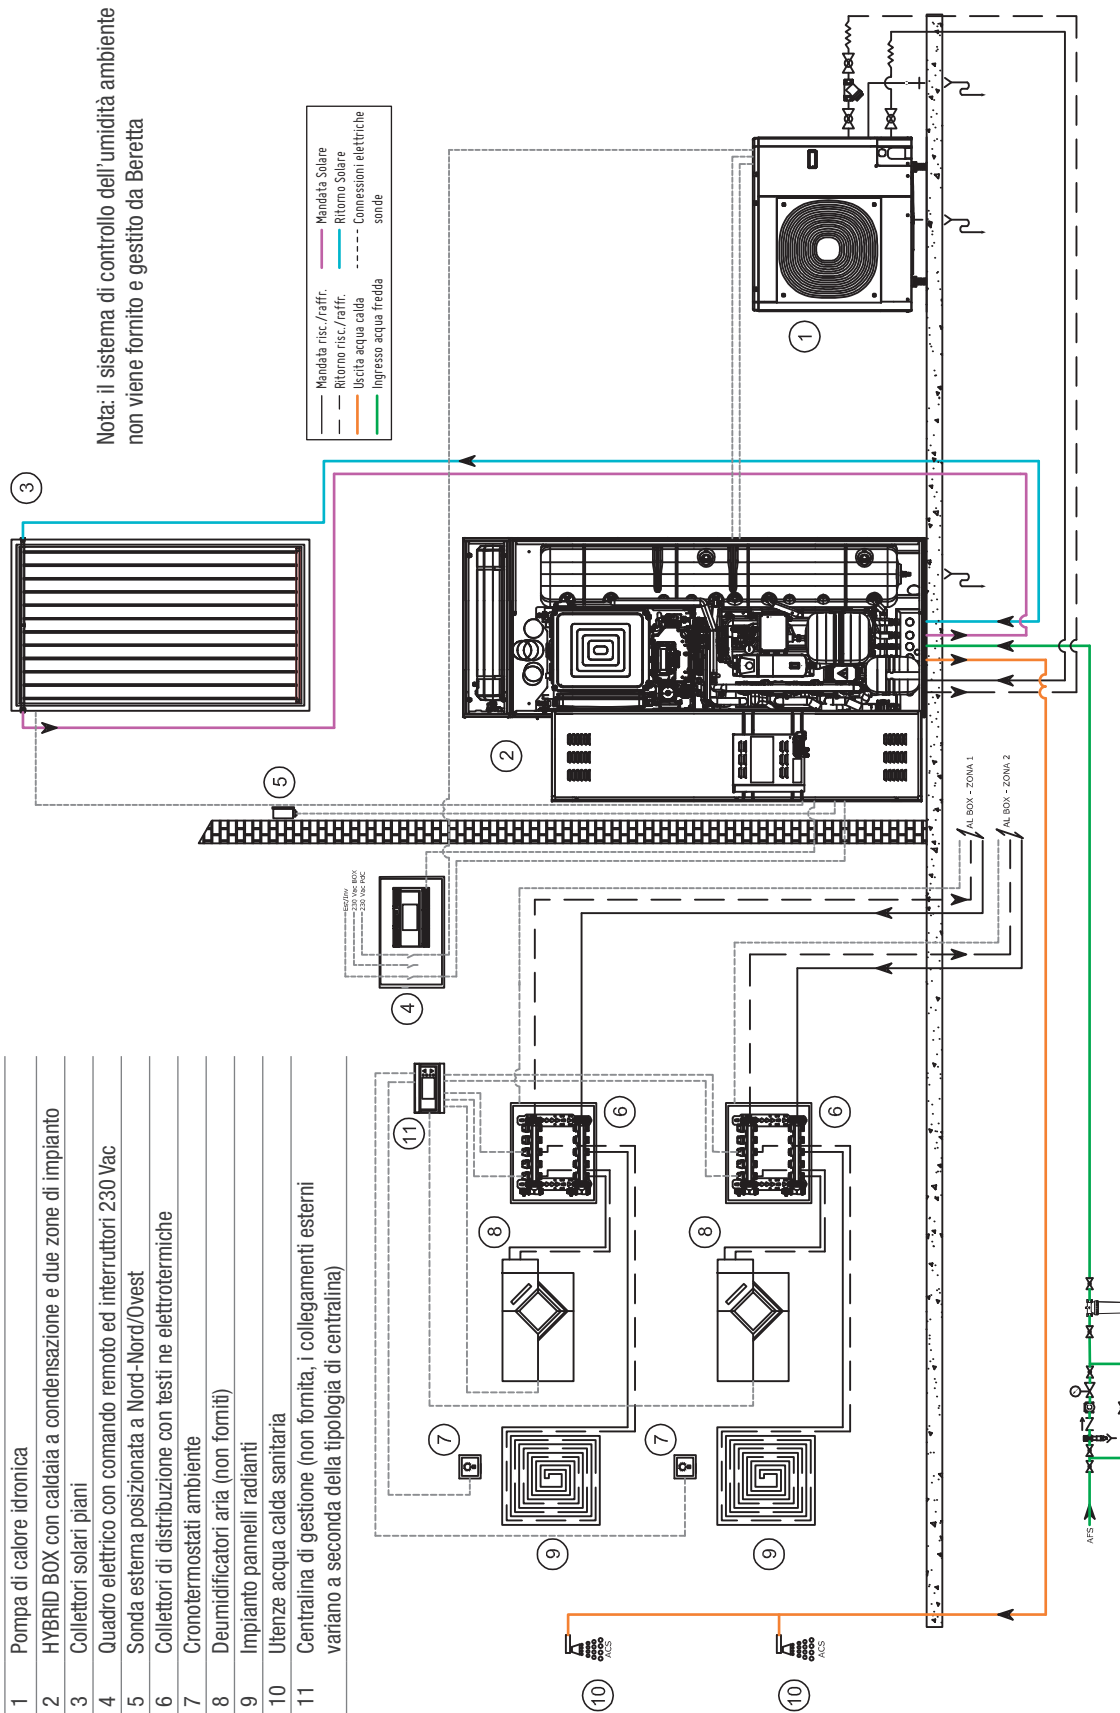 1 Pompa di calore idronica
2 HYBRID BOX con caldaia a condensazione e due zone di impianto
3 Collettori solari piani
4 Quadro elettrico con comando remoto ed interruttori 230 Vac
5 Sonda esterna posizionata a Nord-Nord/Ovest
6 Collettori di distribuzione con testi ne elettrotermiche
7 Cronotermostati ambiente
8 Deumidificatori aria (non forniti)
9 Impianto pannelli radianti
10 Utenze acqua calda sanitaria
11 Centralina di gestione (non fornita, i collegamenti esterni
variano a seconda della tipologia di centralina)
Nota: il sistema di controllo dell'umidità ambiente
non viene fornito e gestito da Beretta
Mandata risc./raffr.
Ritorno risc./raffr.
Uscita acqua calda
Ingresso acqua fredda
Mandata Solare
Ritorno Solare
Connessioni elettriche
sonde
3
5
2
1
4
Est/Inv
230 Vac BOX
230 Vac PdC
11
6
6
8
8
7
7
9
9
10
10
ACS
ACS
AL BOX - ZONA 1
AL BOX - ZONA 2
AFS